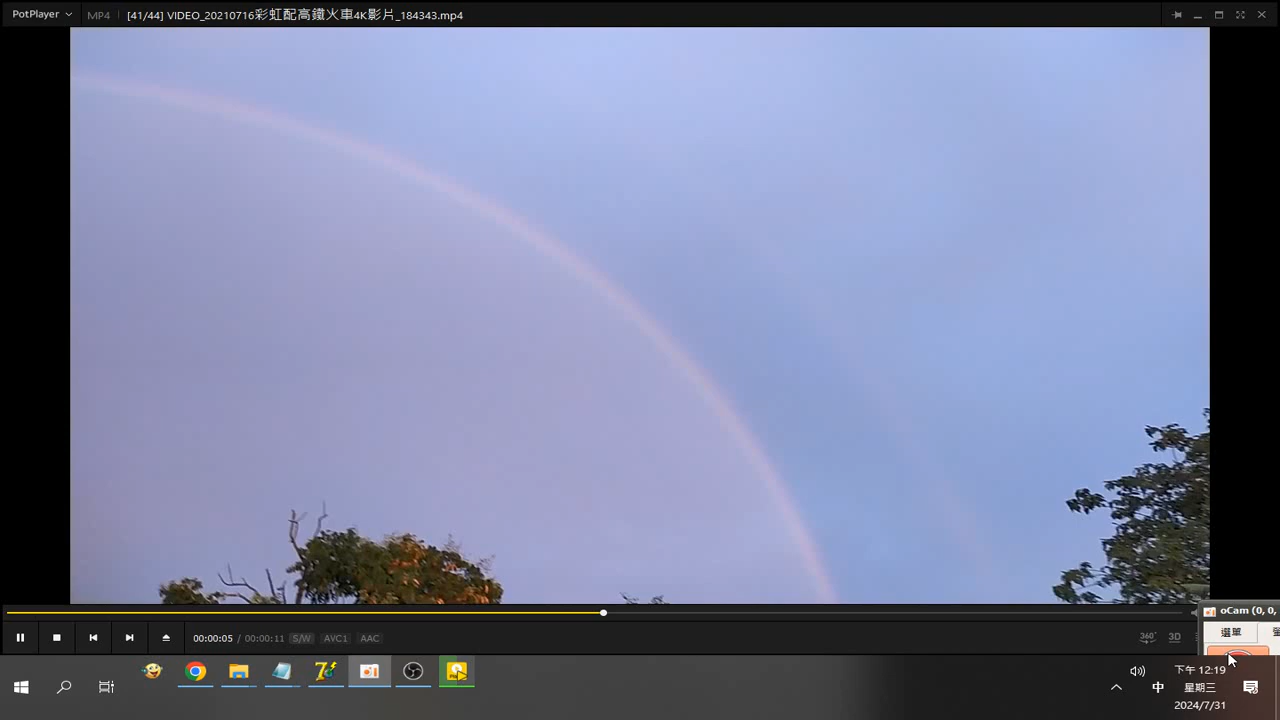 PotPlayer MP4 [41/44] VIDEO_20210716彩虹配高鐵火車4K影片_184343.mp4
oCam (0, 0,
選單
00:00:05 / 00:00:11 S/W AVC1 AAC
360° 3D
下午 12:19
中 星期三
2024/7/31